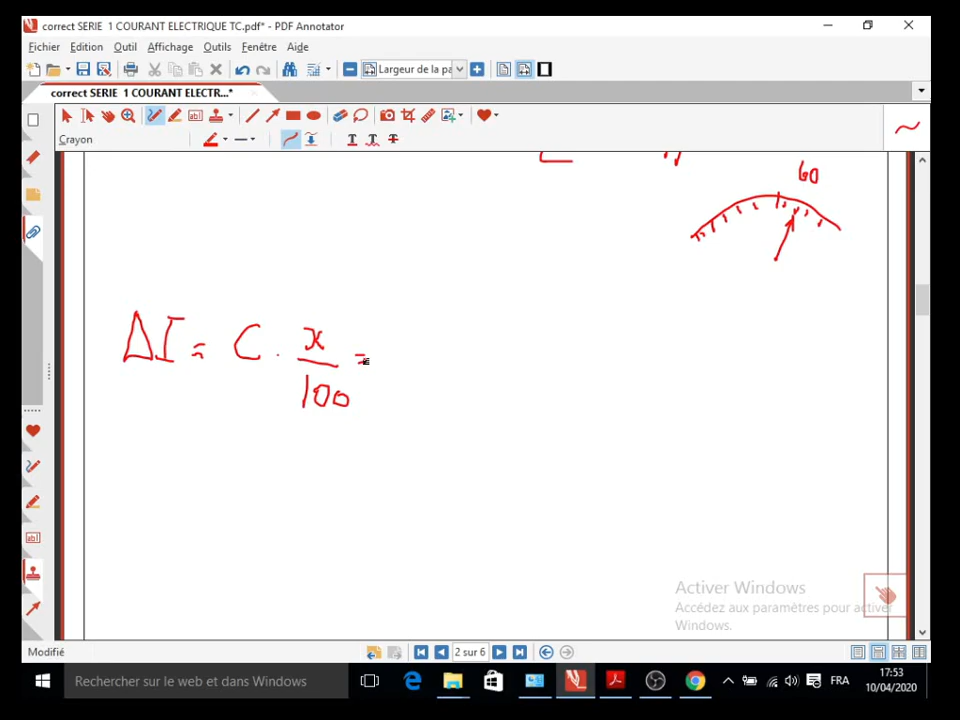 correct SERIE 1 COURANT ELECTRIQUE TC.pdf* - PDF Annotator
Fichier Edition Outil Affichage Outils Fenêtre Aide
Largeur de la pa
correct SERIE 1 COURANT ELECTR...*
Crayon
60
ΔI = C . x/100 =
Activer Windows
Accédez aux paramètres pour activer
Windows.
Modifié
2 sur 6
Rechercher sur le web et dans Windows
FRA
17:53
10/04/2020